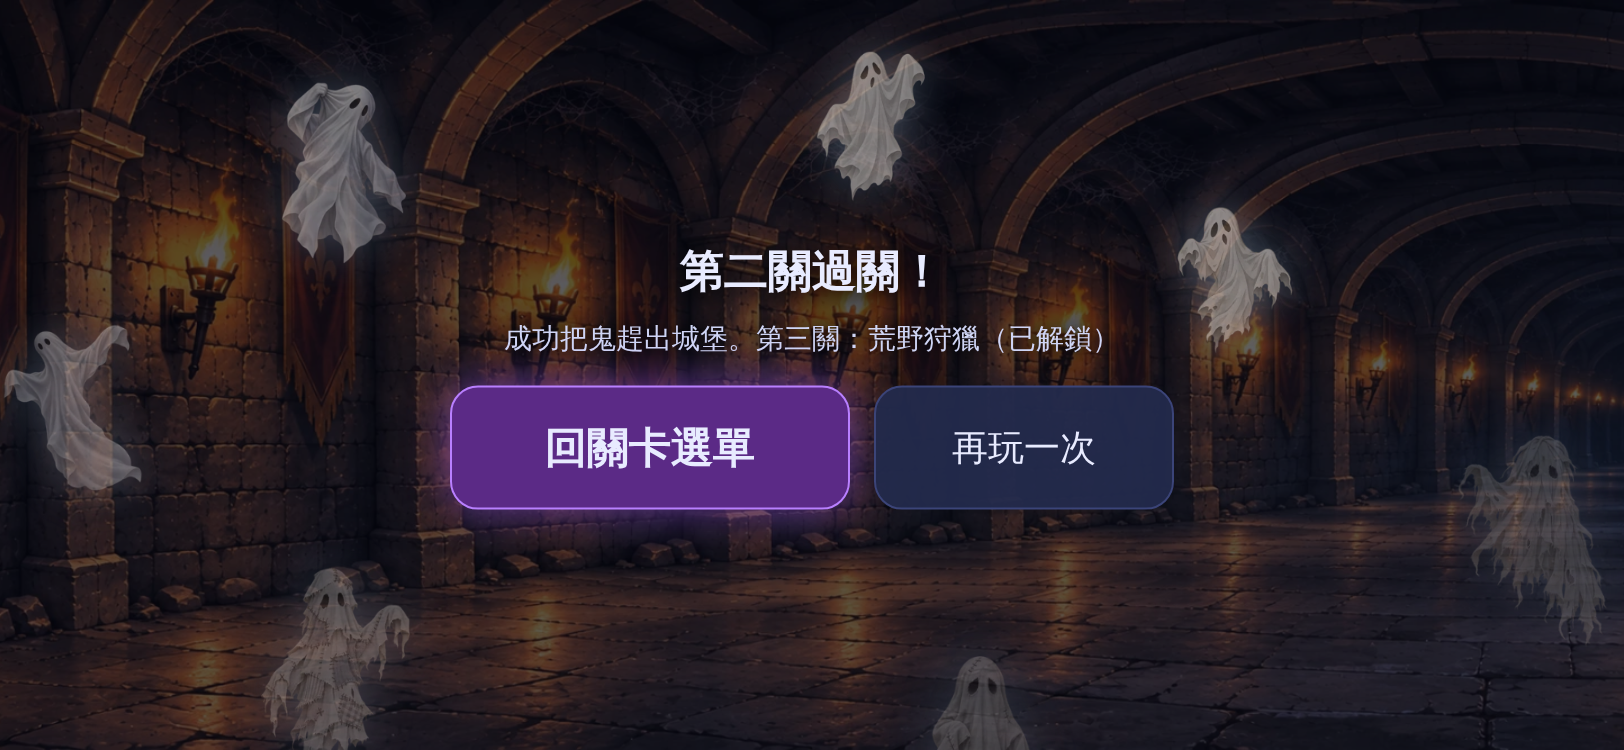 第二關過關！
成功把鬼趕出城堡。第三關：荒野狩獵（已解鎖）
回關卡選單
再玩一次